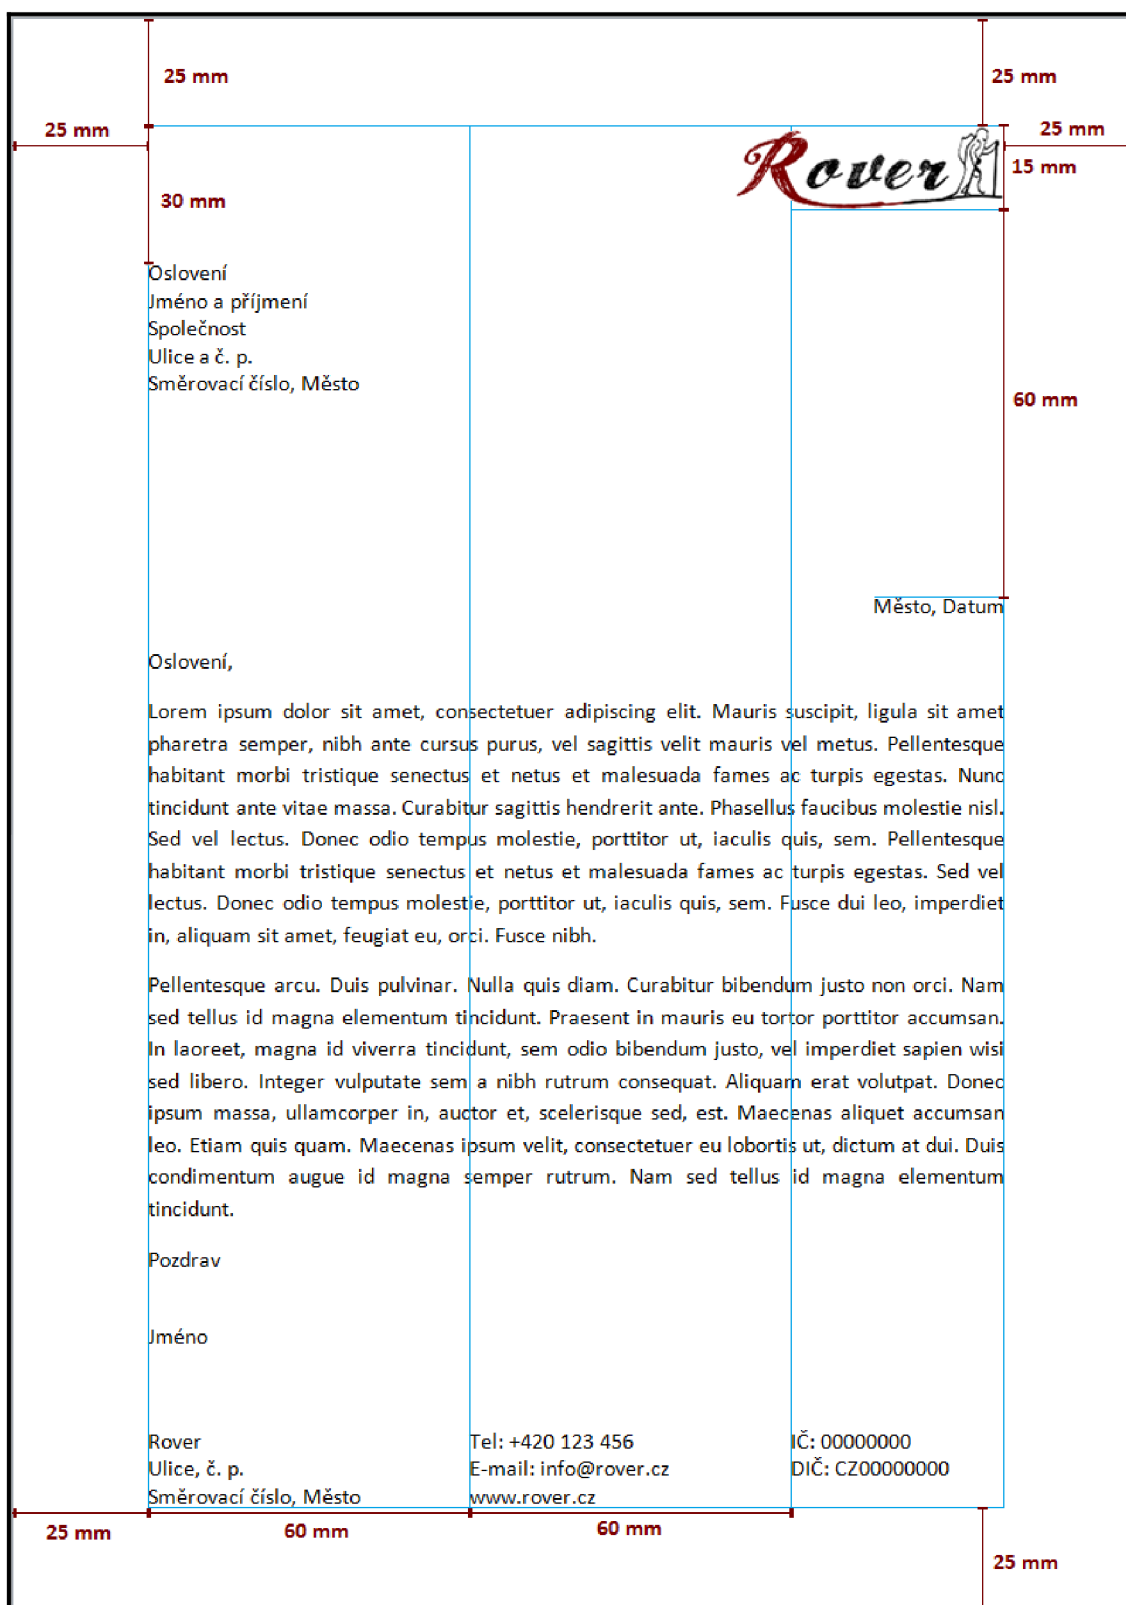 25 mm
25 mm
25 mm
25 mm
Rover
15 mm
30 mm
Oslovení
Jméno a příjmení
Společnost
Ulice a č. p.
Směrovací číslo, Město
60 mm
Město, Datum
Oslovení,
Lorem ipsum dolor sit amet, consectetuer adipiscing elit. Mauris suscipit, ligula sit amet
pharetra semper, nibh ante cursus purus, vel sagittis velit mauris vel metus. Pellentesque
habitant morbi tristique senectus et netus et malesuada fames ac turpis egestas. Nunc
tincidunt ante vitae massa. Curabitur sagittis hendrerit ante. Phasellus faucibus molestie nisl.
Sed vel lectus. Donec odio tempus molestie, porttitor ut, iaculis quis, sem. Pellentesque
habitant morbi tristique senectus et netus et malesuada fames ac turpis egestas. Sed vel
lectus. Donec odio tempus molestie, porttitor ut, iaculis quis, sem. Fusce dui leo, imperdiet
in, aliquam sit amet, feugiat eu, orci. Fusce nibh.
Pellentesque arcu. Duis pulvinar. Nulla quis diam. Curabitur bibendum justo non orci. Nam
sed tellus id magna elementum tincidunt. Praesent in mauris eu tortor porttitor accumsan.
In laoreet, magna id viverra tincidunt, sem odio bibendum justo, vel imperdiet sapien wisi
sed libero. Integer vulputate sem a nibh rutrum consequat. Aliquam erat volutpat. Donec
ipsum massa, ullamcorper in, auctor et, scelerisque sed, est. Maecenas aliquet accumsan
leo. Etiam quis quam. Maecenas ipsum velit, consectetuer eu lobortis ut, dictum at dui. Duis
condimentum augue id magna semper rutrum. Nam sed tellus id magna elementum
tincidunt.
Pozdrav
Jméno
Rover
Ulice, č. p.
Směrovací číslo, Město
Tel: +420 123 456
E-mail: info@rover.cz
www.rover.cz
IČ: 00000000
DIČ: CZ00000000
25 mm
60 mm
60 mm
25 mm